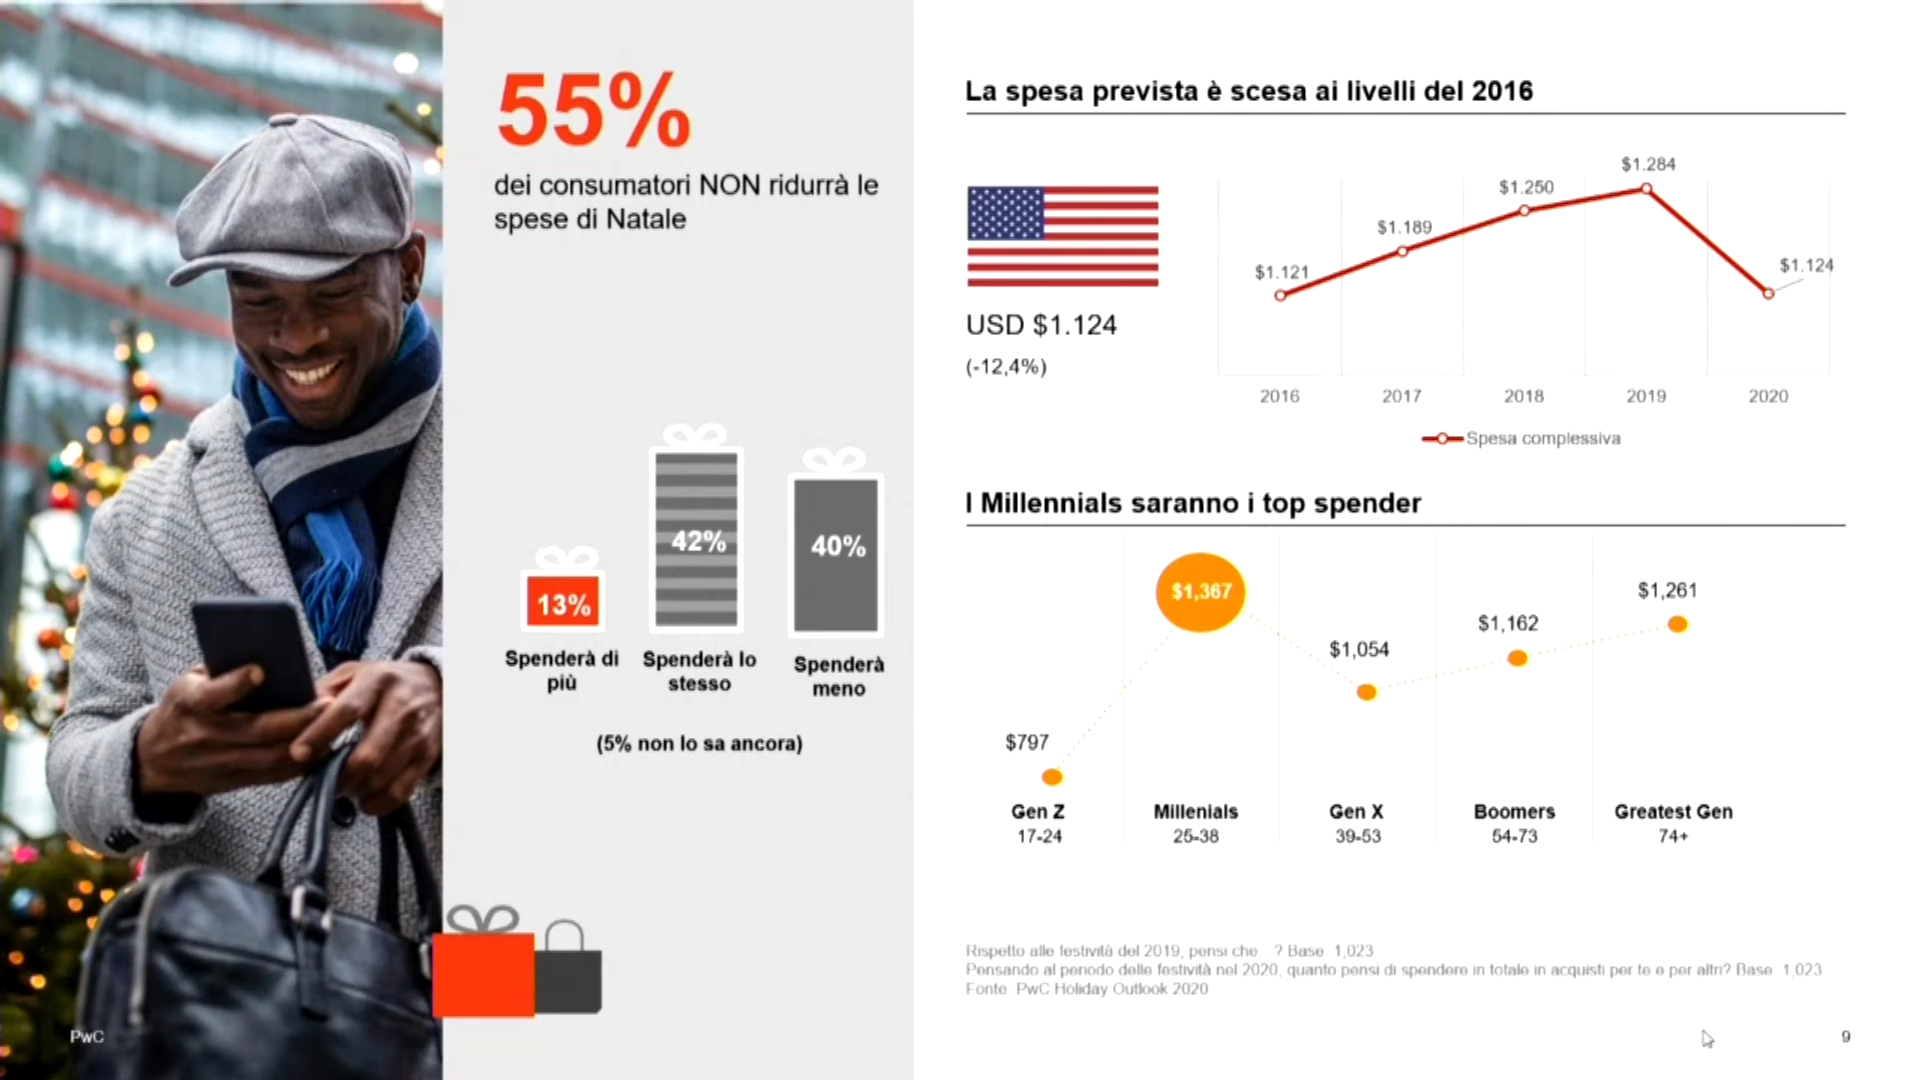 55%
dei consumatori NON ridurrà le
spese di Natale
13%
42%
40%
Spenderà di
più
Spenderà lo
stesso
Spenderà
meno
(5% non lo sa ancora)
La spesa prevista è scesa ai livelli del 2016
USD $1.124
(-12,4%)
$1.121
$1.189
$1.250
$1.284
$1.124
2016
2017
2018
2019
2020
Spesa complessiva
I Millennials saranno i top spender
$797
$1,367
$1,054
$1,162
$1,261
Gen Z
17-24
Millenials
25-38
Gen X
39-53
Boomers
54-73
Greatest Gen
74+
Rispetto alle festività del 2019, pensi che...? Base 1,023
Pensando al periodo delle festività nel 2020, quanto pensi di spendere in totale in acquisti per te e per altri? Base 1,023
Fonte PwC Holiday Outlook 2020
PwC
9